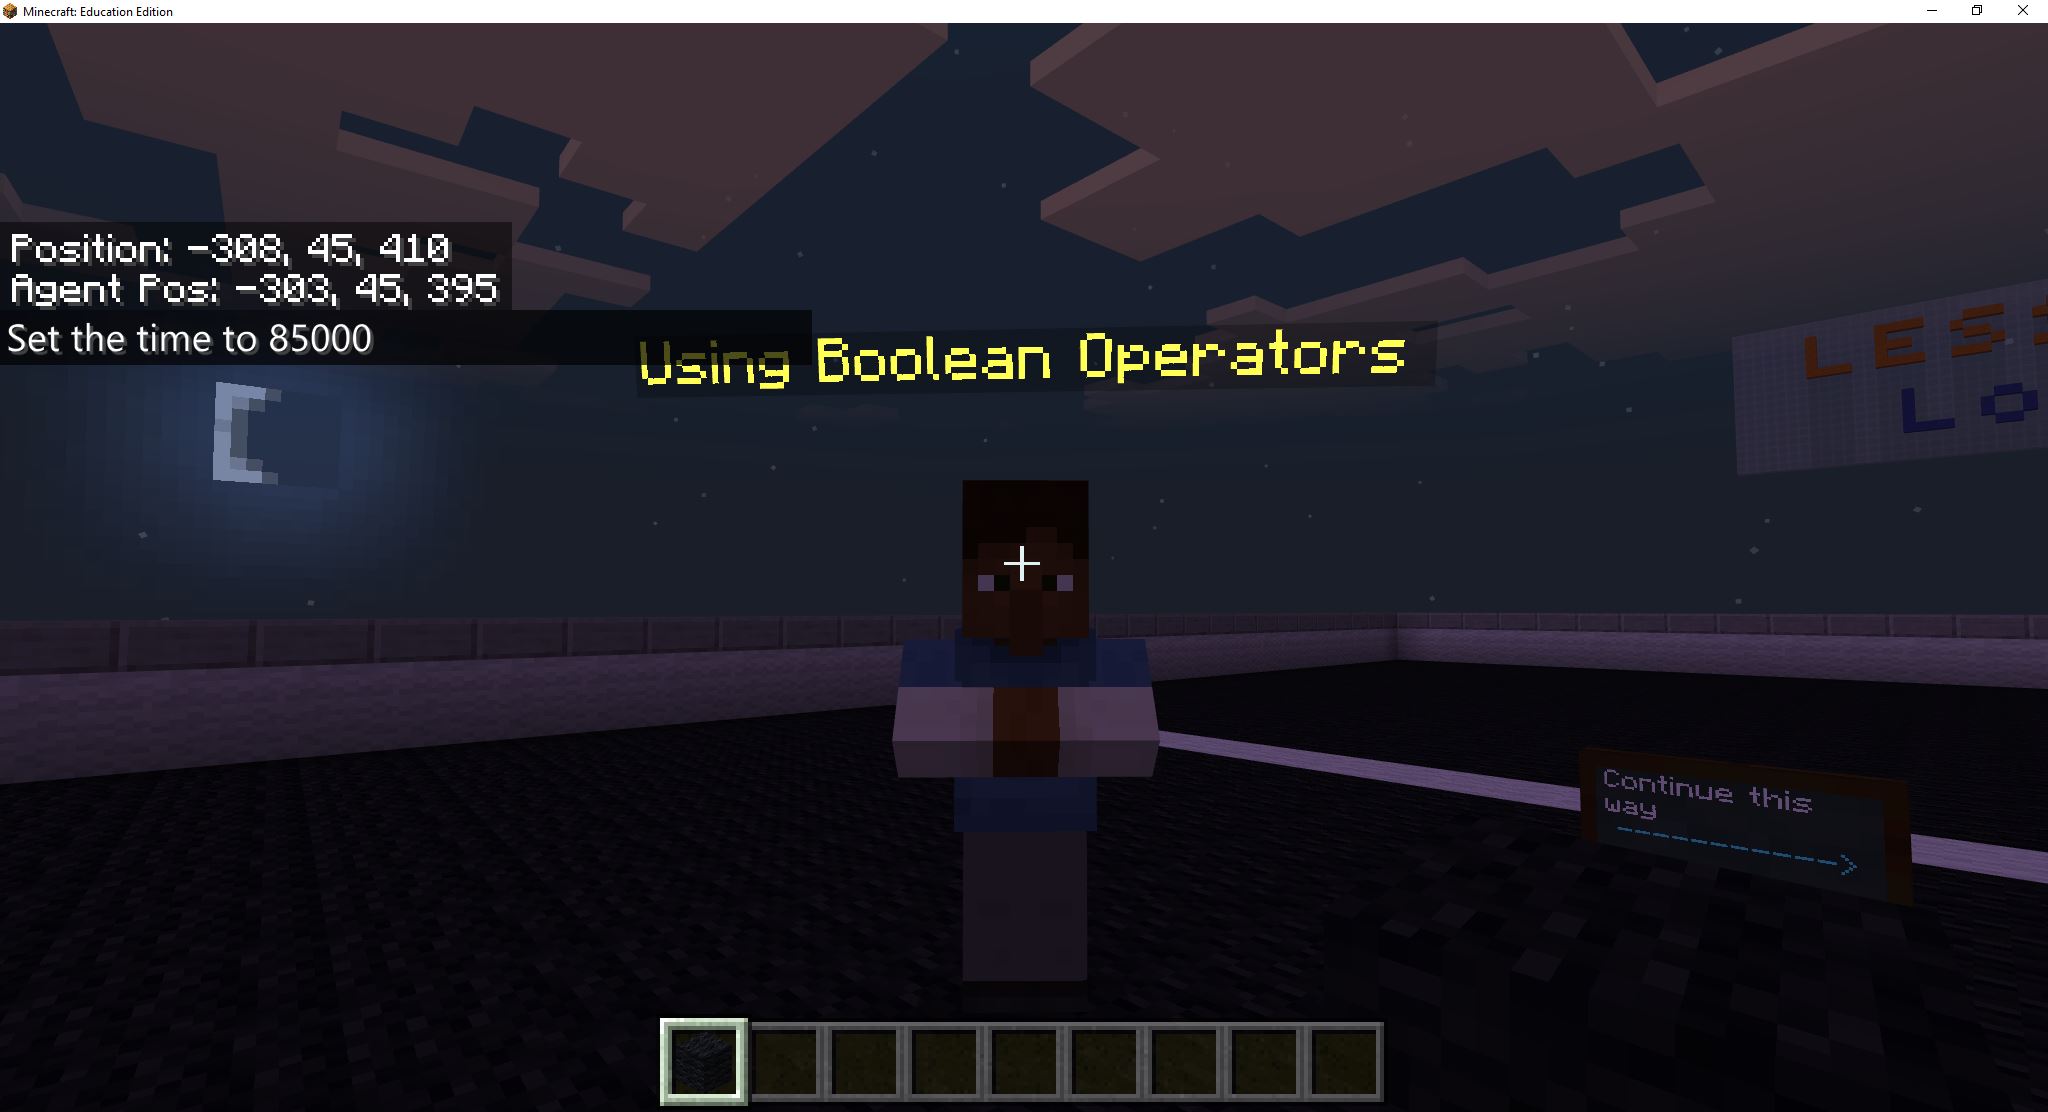 Minecraft: Education Edition
Position: -308, 45, 410
Agent Pos: -303, 45, 395
Set the time to 85000
Using Boolean Operators
Continue this
way